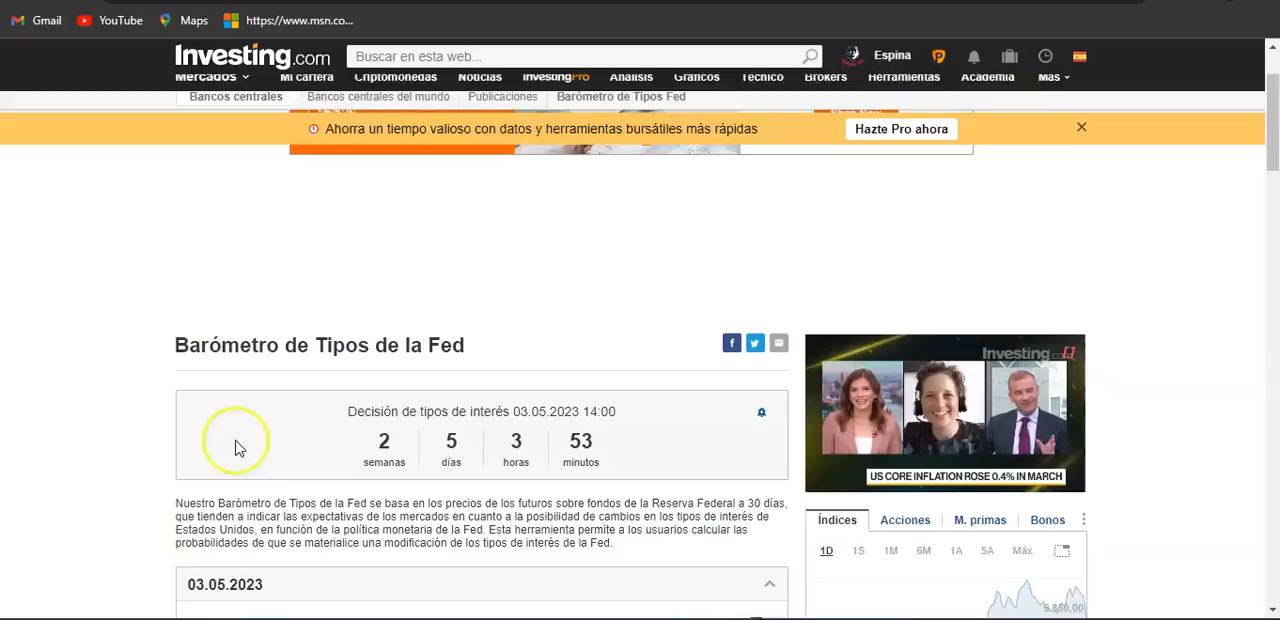 Gmail YouTube Maps https://www.msn.co...
Investing.com Buscar en esta web... Espina
Mercados Mi cartera Criptomonedas Noticias InvestingPro Análisis Gráficos Técnico Brokers Herramientas Academia Más
Bancos centrales Bancos centrales del mundo Publicaciones Barómetro de Tipos Fed
Ahorra un tiempo valioso con datos y herramientas bursátiles más rápidas Hazte Pro ahora
Barómetro de Tipos de la Fed
Decisión de tipos de interés 03.05.2023 14:00
2 5 3 53
semanas días horas minutos
Nuestro Barómetro de Tipos de la Fed se basa en los precios de los futuros sobre fondos de la Reserva Federal a 30 días,
que tienden a indicar las expectativas de los mercados en cuanto a la posibilidad de cambios en los tipos de interés de
Estados Unidos, en función de la política monetaria de la Fed. Esta herramienta permite a los usuarios calcular las
probabilidades de que se materialice una modificación de los tipos de interés de la Fed.
03.05.2023
Investing.com
US CORE INFLATION ROSE 0.4% IN MARCH
Índices Acciones M. primas Bonos
1D 1S 1M 6M 1A 5A Máx.